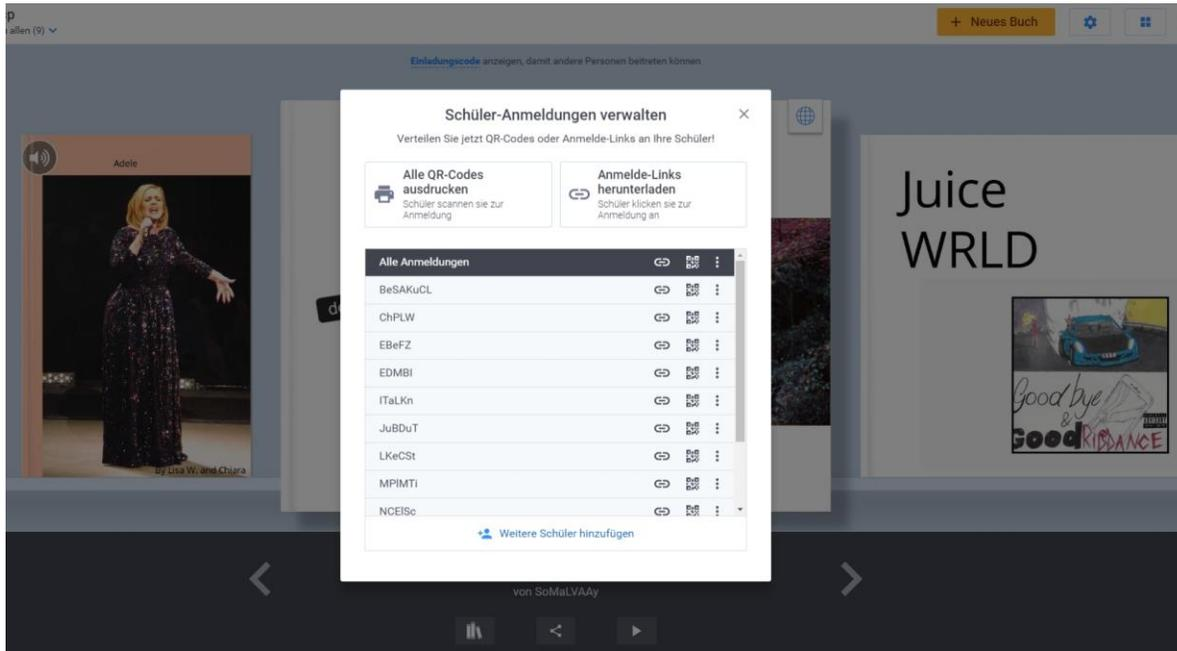 + Neues Buch
allen (9)
Einladungscode anzeigen, damit andere Personen beitreten können
Schüler-Anmeldungen verwalten
Verteilen Sie jetzt QR-Codes oder Anmelde-Links an Ihre Schüler!
Alle QR-Codes
ausdrucken
Schüler scannen sie zur
Anmeldung
Anmelde-Links
herunterladen
Schüler klicken sie zur
Anmeldung an
Alle Anmeldungen
BeSAKuCL
ChPLW
EBeFZ
EDMBI
ITaLKn
JuBDuT
LKeCSt
MPlMTi
NCElSc
Weitere Schüler hinzufügen
Adele
By Lisa W. and Chiara
Juice
WRLD
Good bye
&
Good RIDDANCE
von SoMaLVAAy